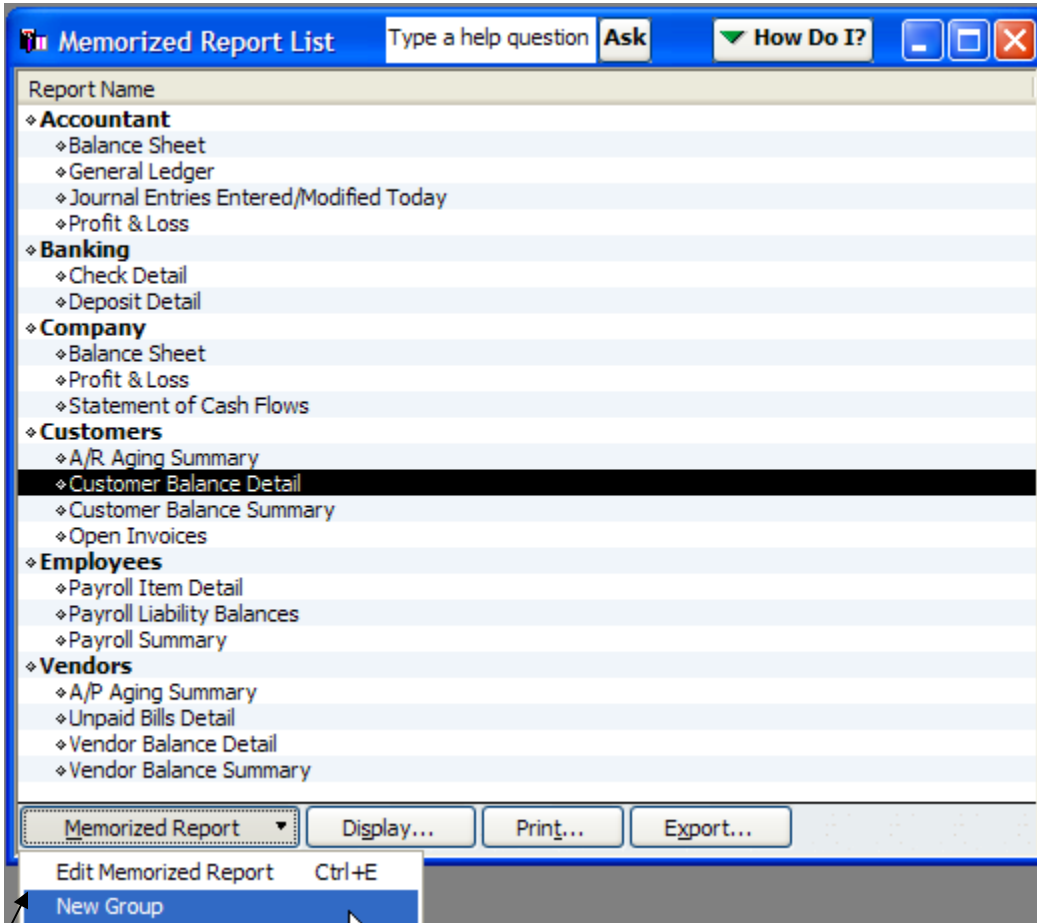 Memorized Report List Type a help question Ask How Do I?
Report Name
Accountant
Balance Sheet
General Ledger
Journal Entries Entered/Modified Today
Profit & Loss
Banking
Check Detail
Deposit Detail
Company
Balance Sheet
Profit & Loss
Statement of Cash Flows
Customers
A/R Aging Summary
Customer Balance Detail
Customer Balance Summary
Open Invoices
Employees
Payroll Item Detail
Payroll Liability Balances
Payroll Summary
Vendors
A/P Aging Summary
Unpaid Bills Detail
Vendor Balance Detail
Vendor Balance Summary
Memorized Report Display... Print... Export...
Edit Memorized Report Ctrl+E
New Group